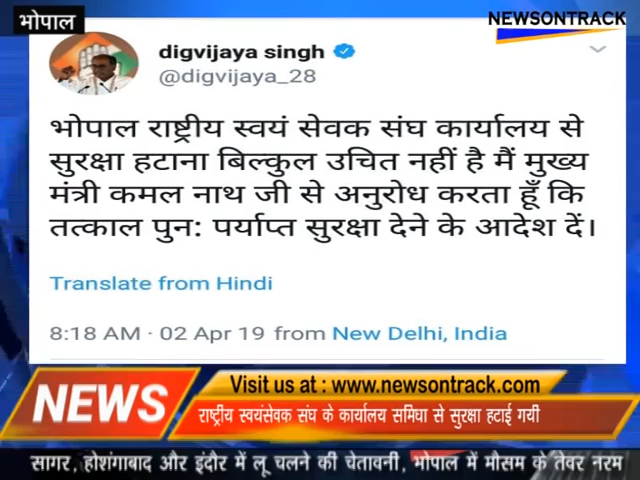 भोपाल
NEWSONTRACK
digvijaya singh
@digvijaya_28
भोपाल राष्ट्रीय स्वयं सेवक संघ कार्यालय से
सुरक्षा हटाना बिल्कुल उचित नहीं है मैं मुख्य
मंत्री कमल नाथ जी से अनुरोध करता हूँ कि
तत्काल पुन: पर्याप्त सुरक्षा देने के आदेश दें।
Translate from Hindi
8:18 AM · 02 Apr 19 from New Delhi, India
NEWS
Visit us at : www.newsontrack.com
राष्ट्रीय स्वयंसेवक संघ के कार्यालय समिधा से सुरक्षा हटाई गयी
सागर, होशंगाबाद और इंदौर में लू चलने की चेतावनी, भोपाल में मौसम के तेवर नरम